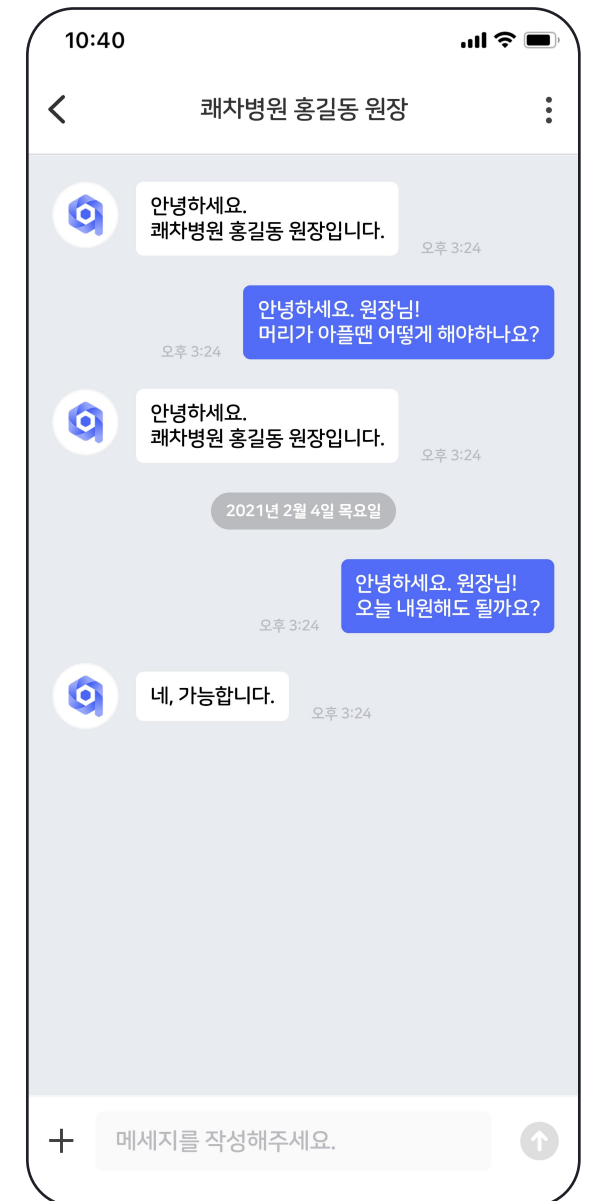 10:40
쾌차병원 홍길동 원장
안녕하세요.
쾌차병원 홍길동 원장입니다.
오후 3:24
안녕하세요. 원장님!
머리가 아플땐 어떻게 해야하나요?
오후 3:24
안녕하세요.
쾌차병원 홍길동 원장입니다.
오후 3:24
2021년 2월 4일 목요일
안녕하세요. 원장님!
오늘 내원해도 될까요?
오후 3:24
네, 가능합니다.
오후 3:24
메세지를 작성해주세요.